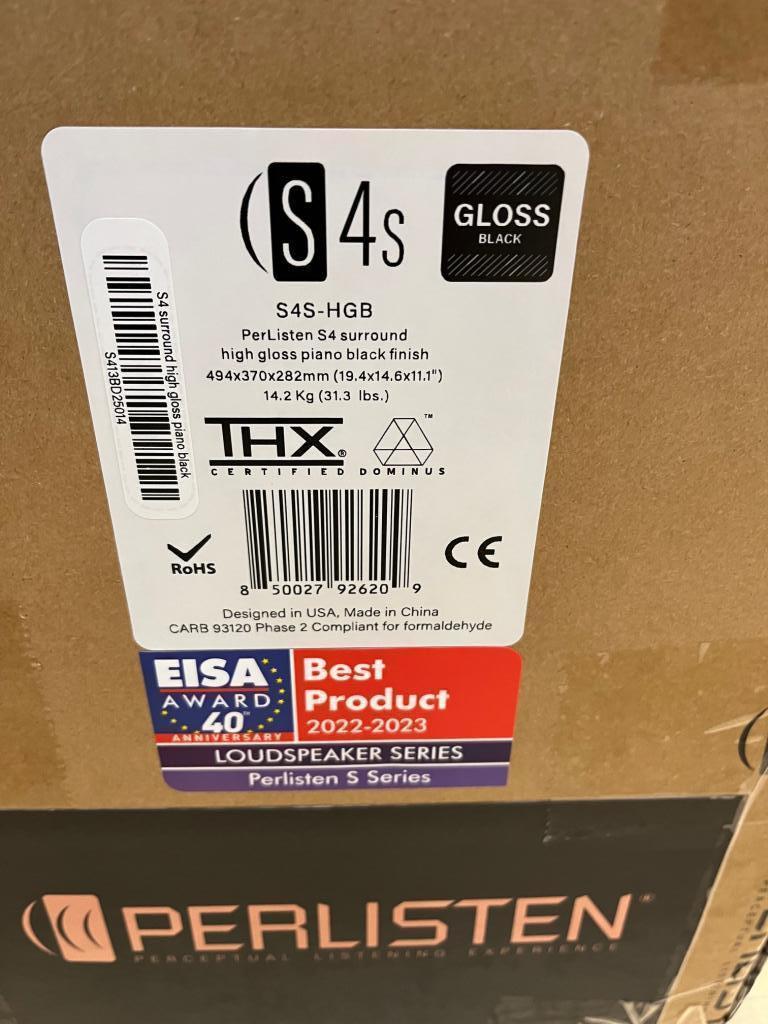 S 4s
GLOSS
BLACK
S4 surround high gloss piano black
S413BD25014
S4S-HGB
PerListen S4 surround
high gloss piano black finish
494x370x282mm (19.4x14.6x11.1")
14.2 Kg (31.3 lbs.)
THX®
™
CERTIFIED DOMINUS
RoHS
CE
8 50027 92620 9
Designed in USA, Made in China
CARB 93120 Phase 2 Compliant for formaldehyde
EISA
AWARD
40TH
ANNIVERSARY
Best
Product
2022-2023
LOUDSPEAKER SERIES
Perlisten S Series
PERLISTEN®
PERCEPTUAL LISTENING EXPERIENCE